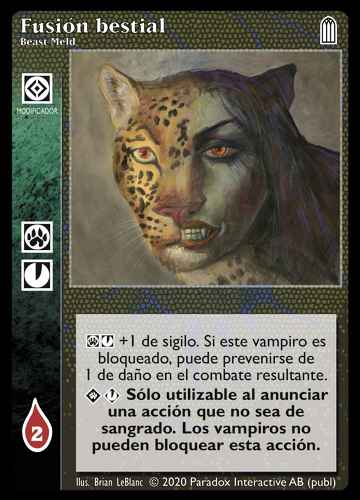 Fusión bestial
Beast Meld
MODIFICADOR
+1 de sigilo. Si este vampiro es
bloqueado, puede prevenirse de
1 de daño en el combate resultante.
Sólo utilizable al anunciar
una acción que no sea de
sangrado. Los vampiros no
pueden bloquear esta acción.
2
Ilus. Brian LeBlanc © 2020 Paradox Interactive AB (publ)